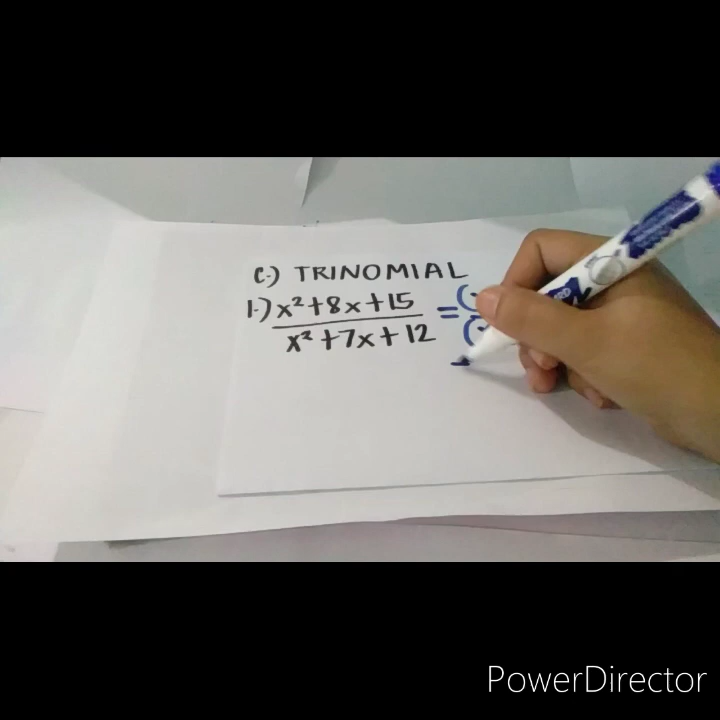 C.) TRINOMIAL
1.) x²+8x+15 = (
x²+7x+12 (
PowerDirector